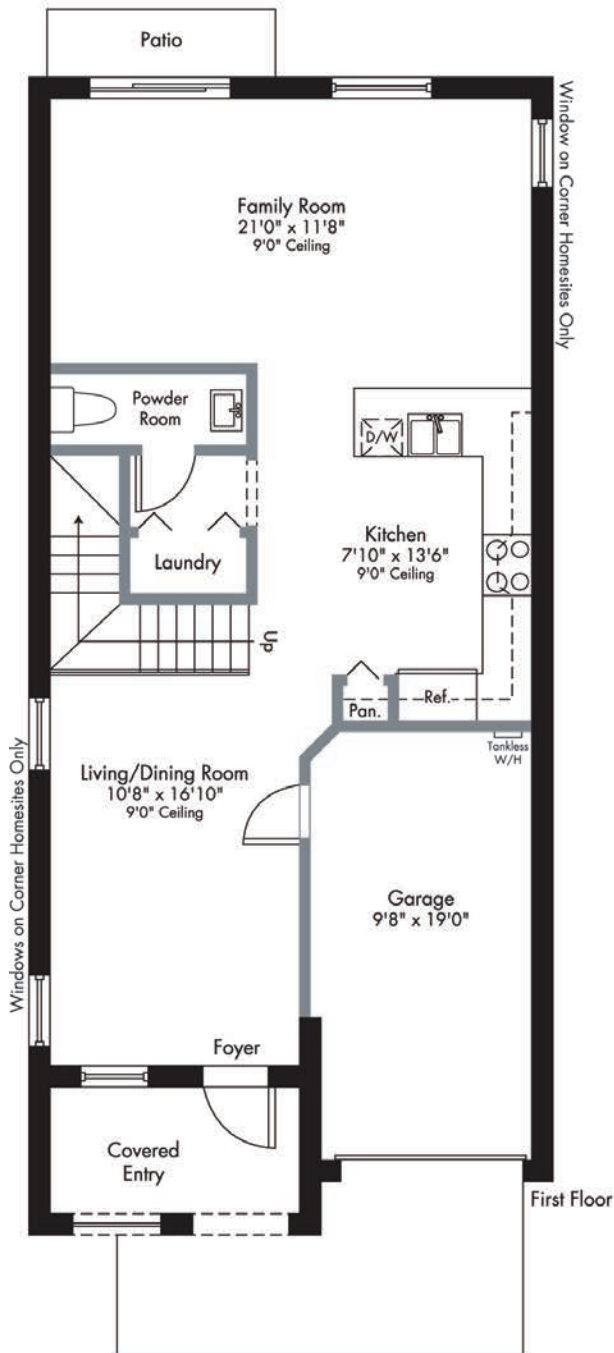 Patio
Window on Corner Homesites Only
Family Room
21'0" x 11'8"
9'0" Ceiling
Powder
Room
D/W
Kitchen
7'10" x 13'6"
9'0" Ceiling
Laundry
Up
Pan.
Ref.
Tankless
W/H
Windows on Corner Homesites Only
Living/Dining Room
10'8" x 16'10"
9'0" Ceiling
Garage
9'8" x 19'0"
Foyer
Covered
Entry
First Floor